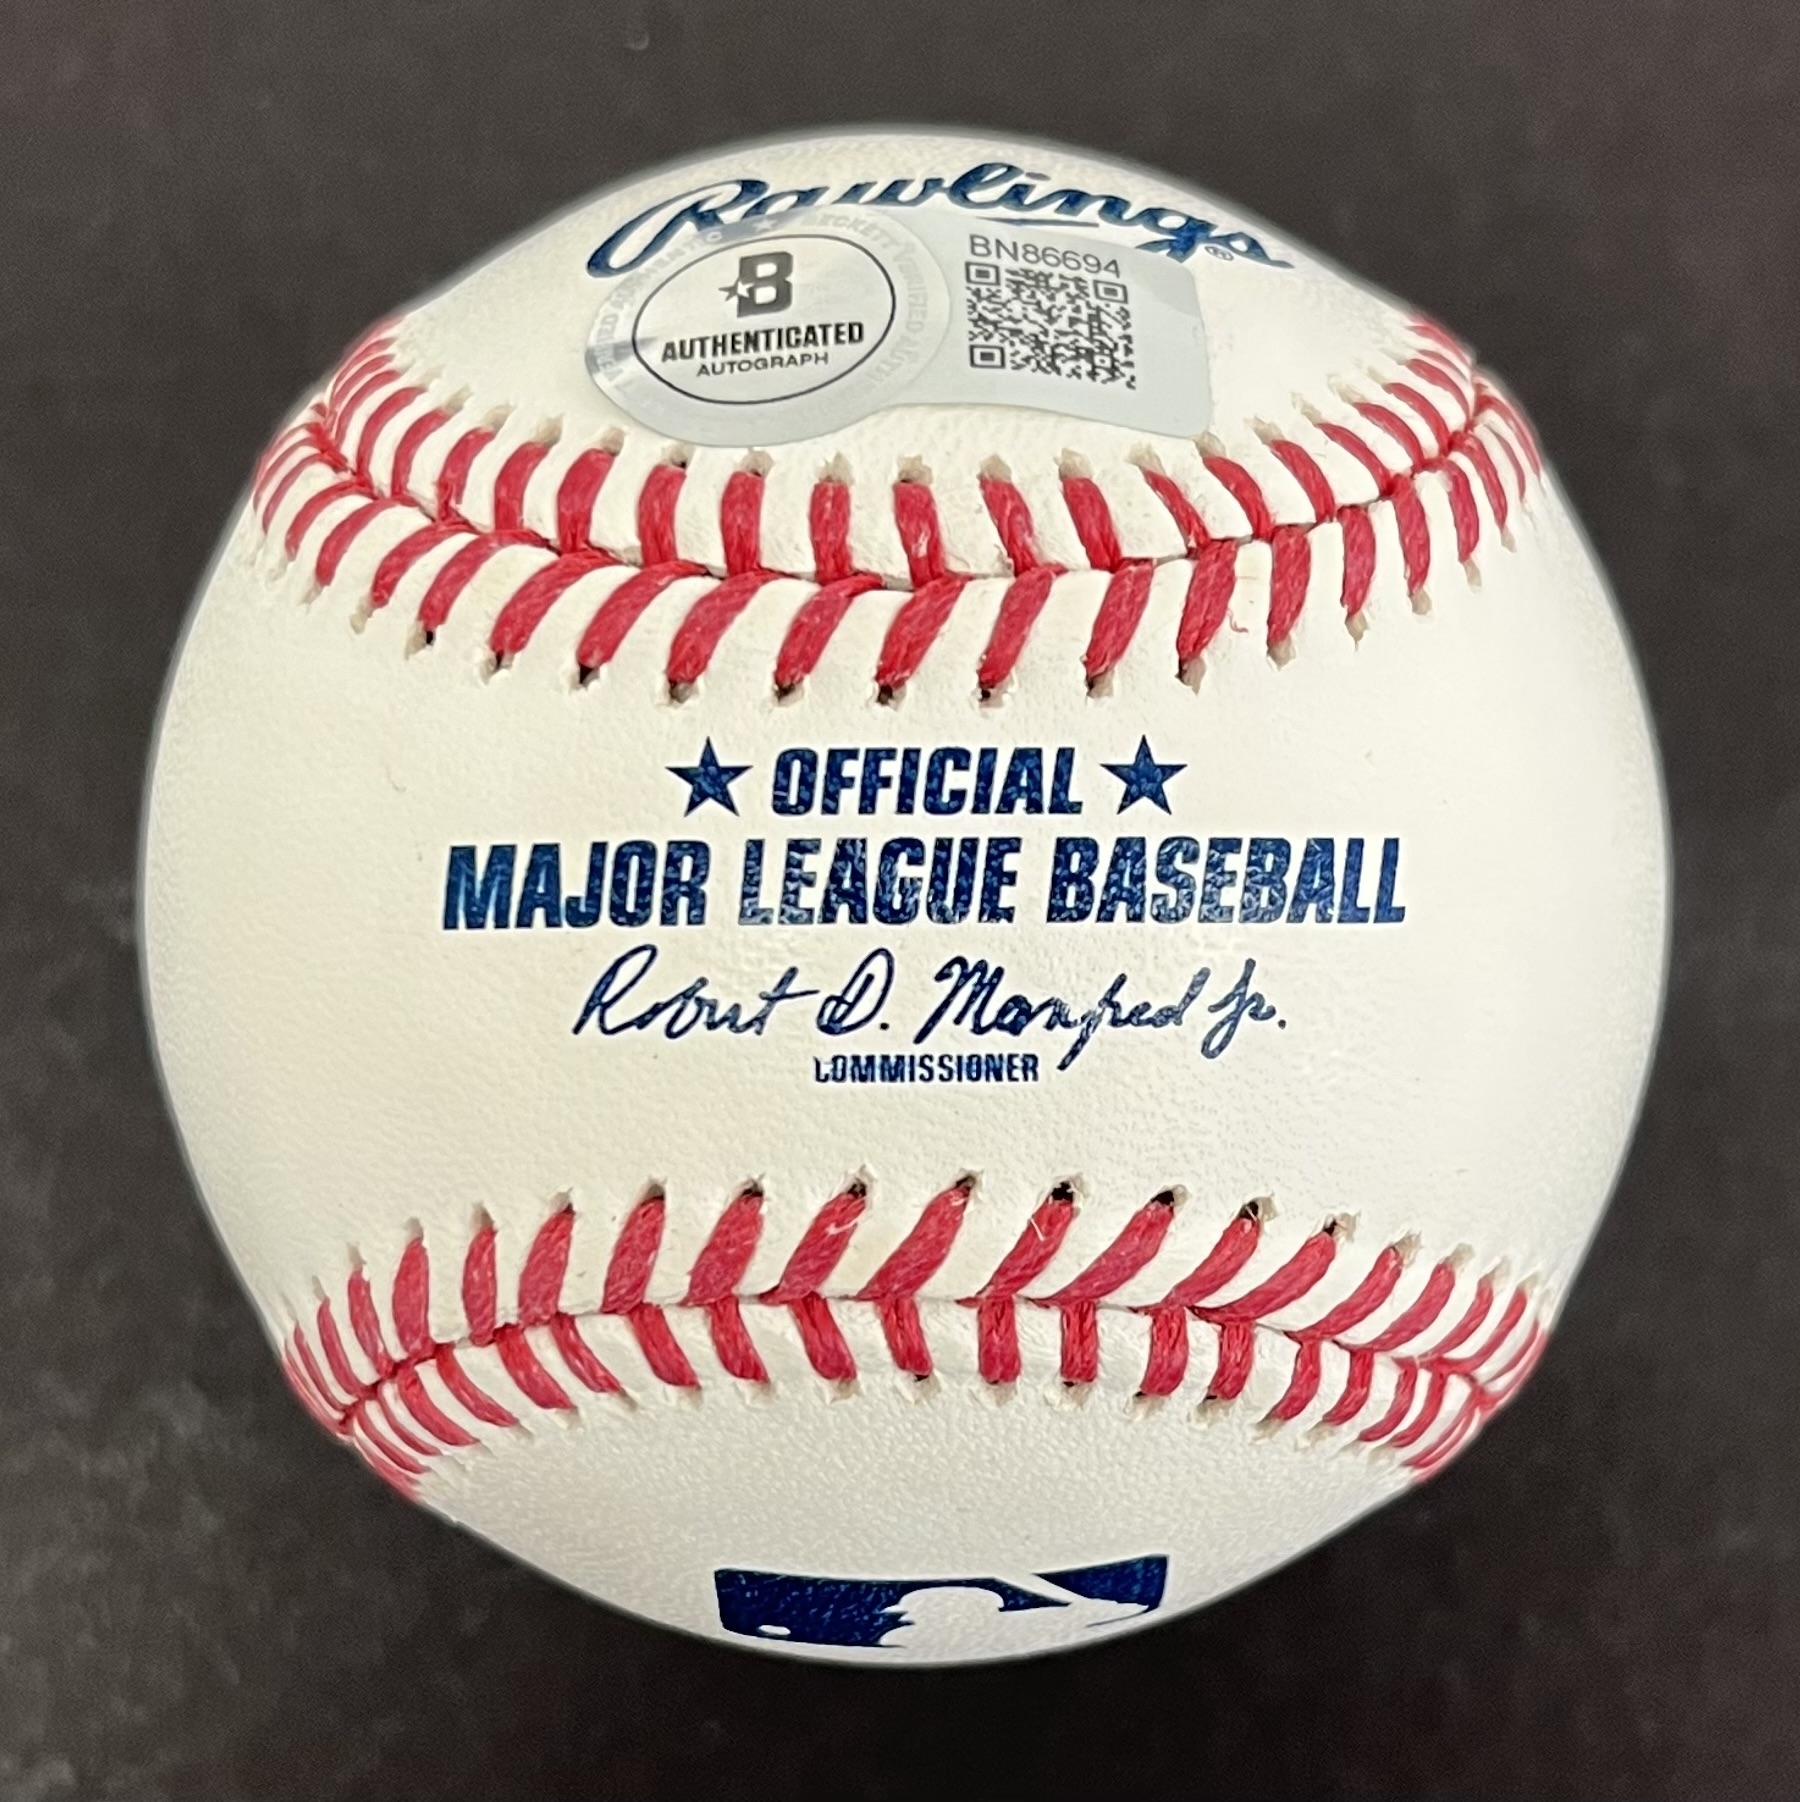 Rawlings®
BN86694
B
AUTHENTICATED
AUTOGRAPH
★ OFFICIAL ★
MAJOR LEAGUE BASEBALL
Robert D. Manfred Jr.
COMMISSIONER